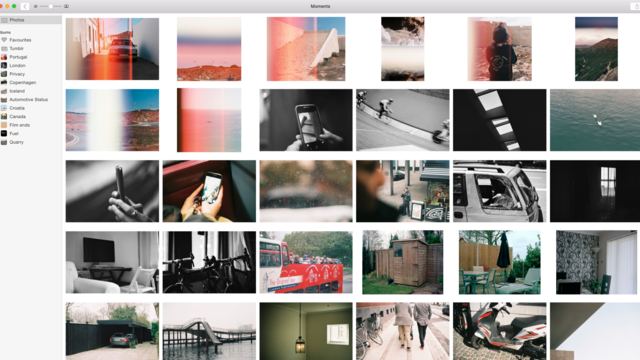 Moments
Photos
Albums
Favourites
Tumblr
Portugal
London
Privacy
Copenhagen
Iceland
Automotive Status
Croatia
Canada
Film ends
Fuel
Quarry